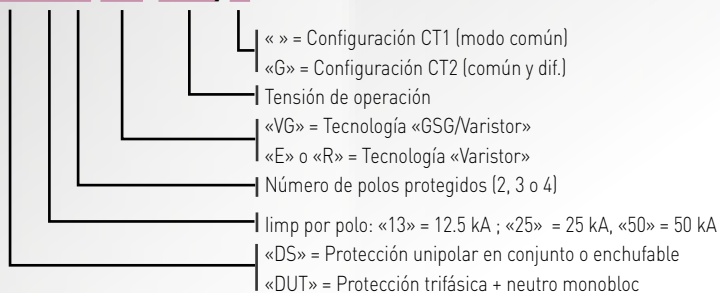 « » = Configuración CT1 (modo común)
«G» = Configuración CT2 (común y dif.)
Tensión de operación
«VG» = Tecnología «GSG/Varistor»
«E» o «R» = Tecnología «Varistor»
Número de polos protegidos (2, 3 o 4)
Iimp por polo: «13» = 12.5 kA ; «25» = 25 kA, «50» = 50 kA
«DS» = Protección unipolar en conjunto o enchufable
«DUT» = Protección trifásica + neutro monobloc